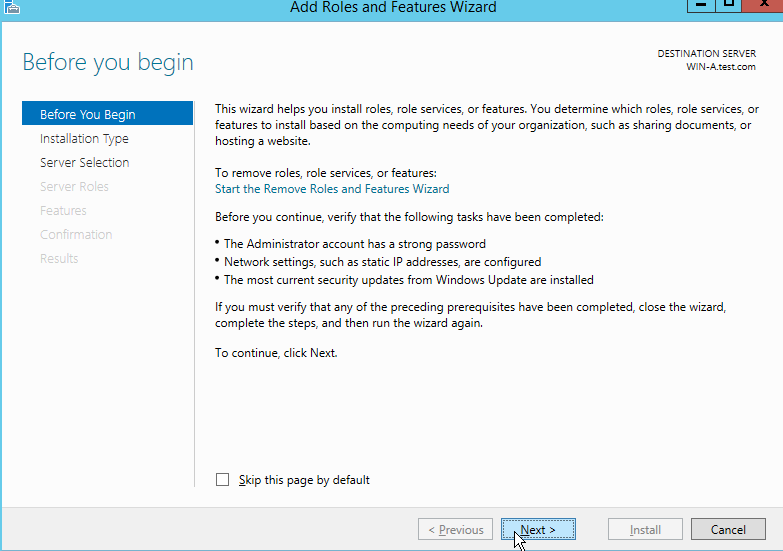 Add Roles and Features Wizard
Before you begin
DESTINATION SERVER
WIN-A.test.com
Before You Begin
Installation Type
Server Selection
Server Roles
Features
Confirmation
Results
This wizard helps you install roles, role services, or features. You determine which roles, role services, or
features to install based on the computing needs of your organization, such as sharing documents, or
hosting a website.
To remove roles, role services, or features:
Start the Remove Roles and Features Wizard
Before you continue, verify that the following tasks have been completed:
• The Administrator account has a strong password
• Network settings, such as static IP addresses, are configured
• The most current security updates from Windows Update are installed
If you must verify that any of the preceding prerequisites have been completed, close the wizard,
complete the steps, and then run the wizard again.
To continue, click Next.
Skip this page by default
< Previous
Next >
Install
Cancel